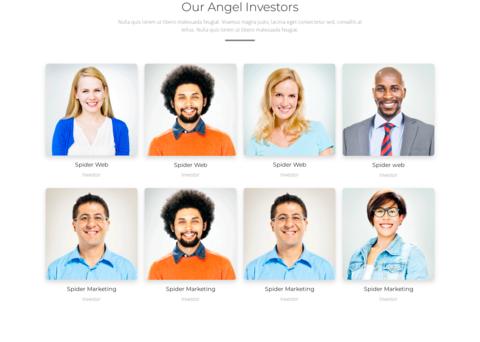 Our Angel Investors
Nulla quis lorem ut libero malesuada feugiat. Vivamus magna justo, lacinia eget consectetur sed, convallis at
tellus. Nulla quis lorem ut libero malesuada feugiat.
Spider Web
Spider Web
Spider Web
Spider web
Investor
Investor
Investor
Investor
Spider Marketing
Spider Marketing
Spider Marketing
Spider Marketing
Investor
Investor
Investor
Investor